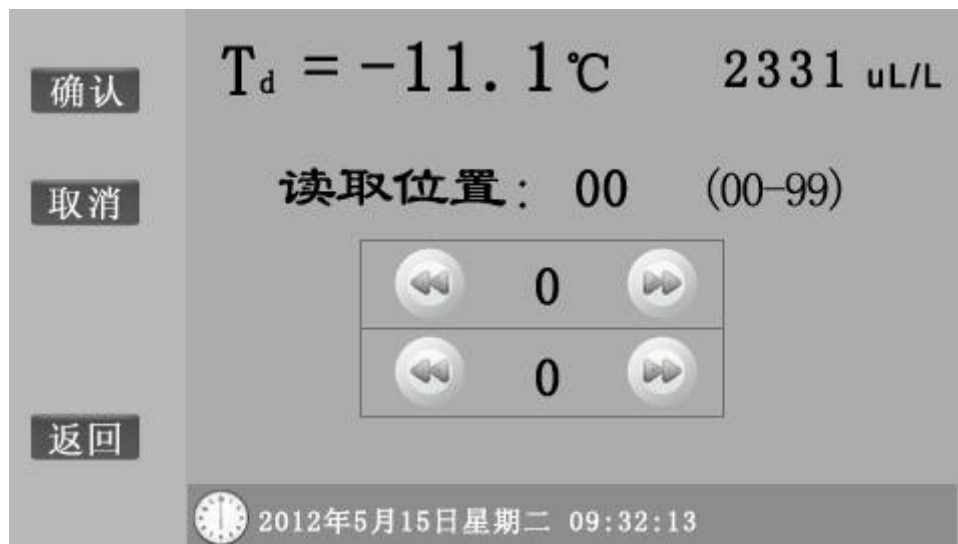 确认
取消
返回
Td = -11.1℃ 2331 uL/L
读取位置: 00 (00-99)
0
0
2012年5月15日星期二 09:32:13